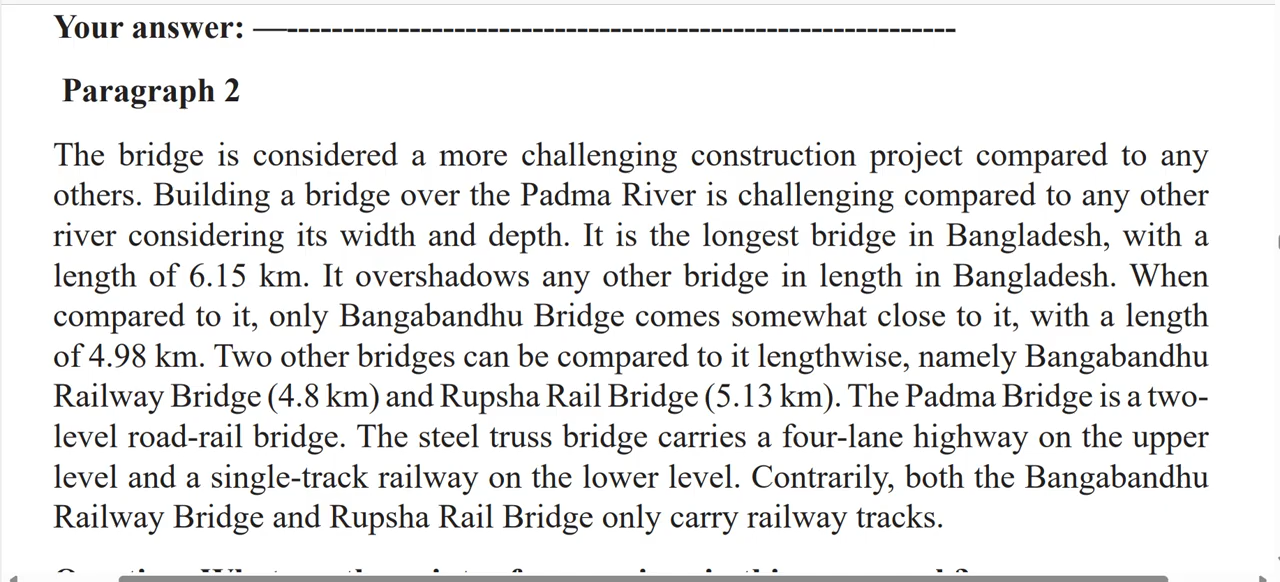 Your answer: —------------------------------------------------------------
Paragraph 2
The bridge is considered a more challenging construction project compared to any
others. Building a bridge over the Padma River is challenging compared to any other
river considering its width and depth. It is the longest bridge in Bangladesh, with a
length of 6.15 km. It overshadows any other bridge in length in Bangladesh. When
compared to it, only Bangabandhu Bridge comes somewhat close to it, with a length
of 4.98 km. Two other bridges can be compared to it lengthwise, namely Bangabandhu
Railway Bridge (4.8 km) and Rupsha Rail Bridge (5.13 km). The Padma Bridge is a two-
level road-rail bridge. The steel truss bridge carries a four-lane highway on the upper
level and a single-track railway on the lower level. Contrarily, both the Bangabandhu
Railway Bridge and Rupsha Rail Bridge only carry railway tracks.